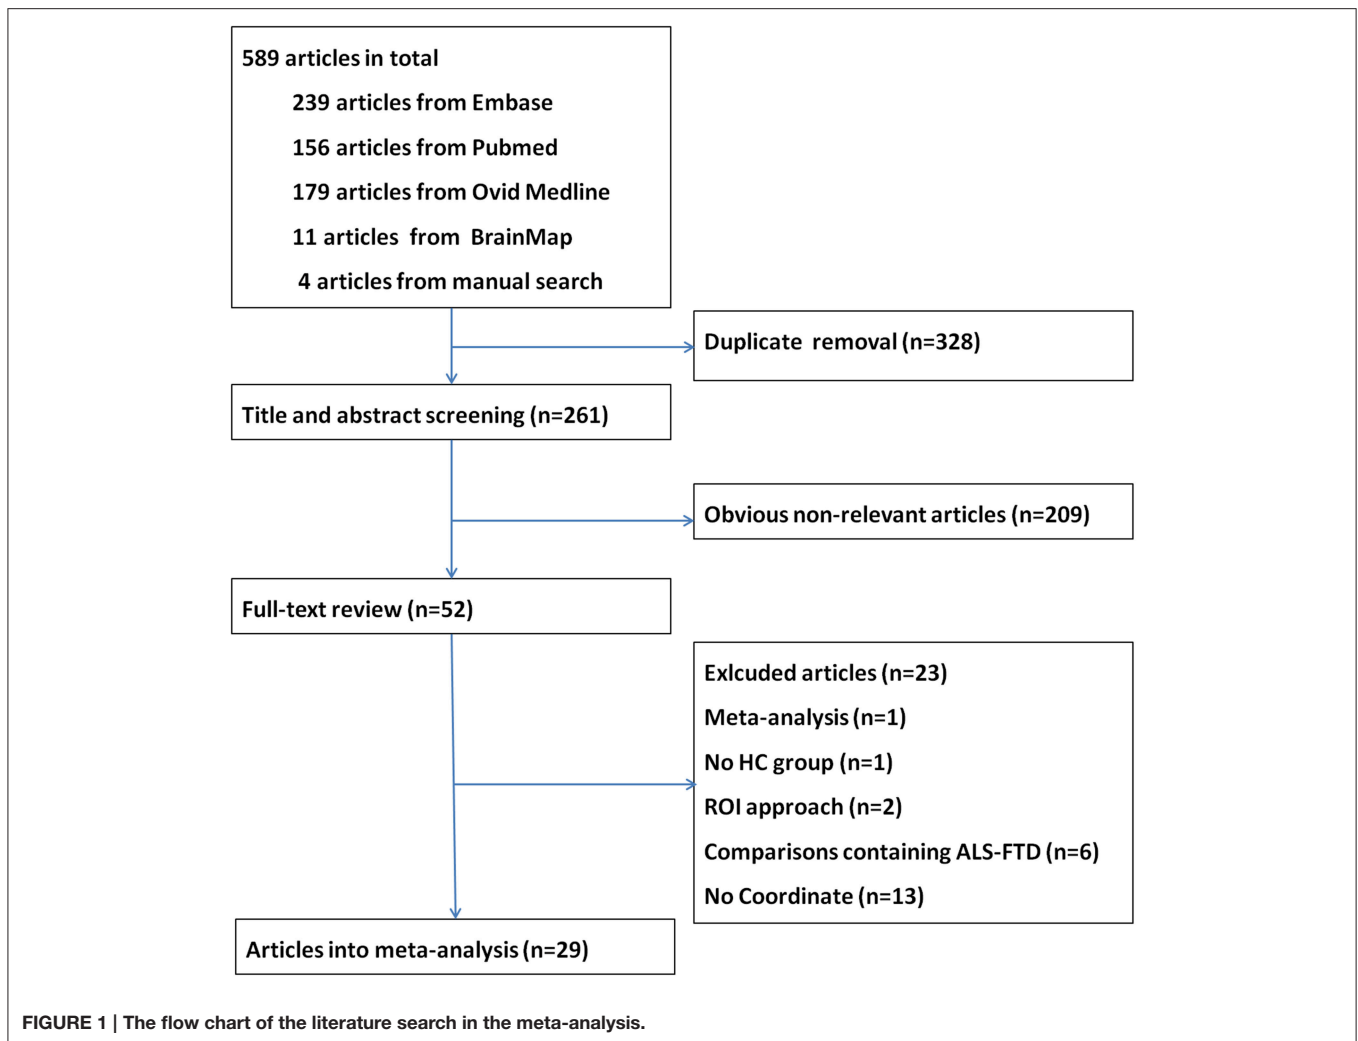 589 articles in total
239 articles from Embase
156 articles from Pubmed
179 articles from Ovid Medline
11 articles from BrainMap
4 articles from manual search
Duplicate removal (n=328)
Title and abstract screening (n=261)
Obvious non-relevant articles (n=209)
Full-text review (n=52)
Exlcuded articles (n=23)
Meta-analysis (n=1)
No HC group (n=1)
ROI approach (n=2)
Comparisons containing ALS-FTD (n=6)
No Coordinate (n=13)
Articles into meta-analysis (n=29)
FIGURE 1 | The flow chart of the literature search in the meta-analysis.